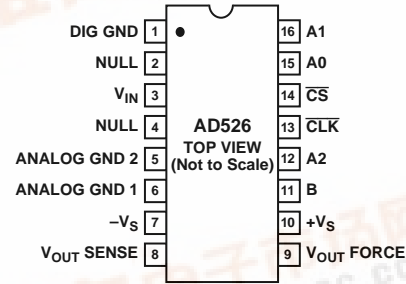 DIG GND 1 16 A1
NULL 2 15 A0
VIN 3 14 CS
NULL 4 AD526 13 CLK
TOP VIEW
(Not to Scale)
ANALOG GND 2 5 12 A2
ANALOG GND 1 6 11 B
–VS 7 10 +VS
VOUT SENSE 8 9 VOUT FORCE